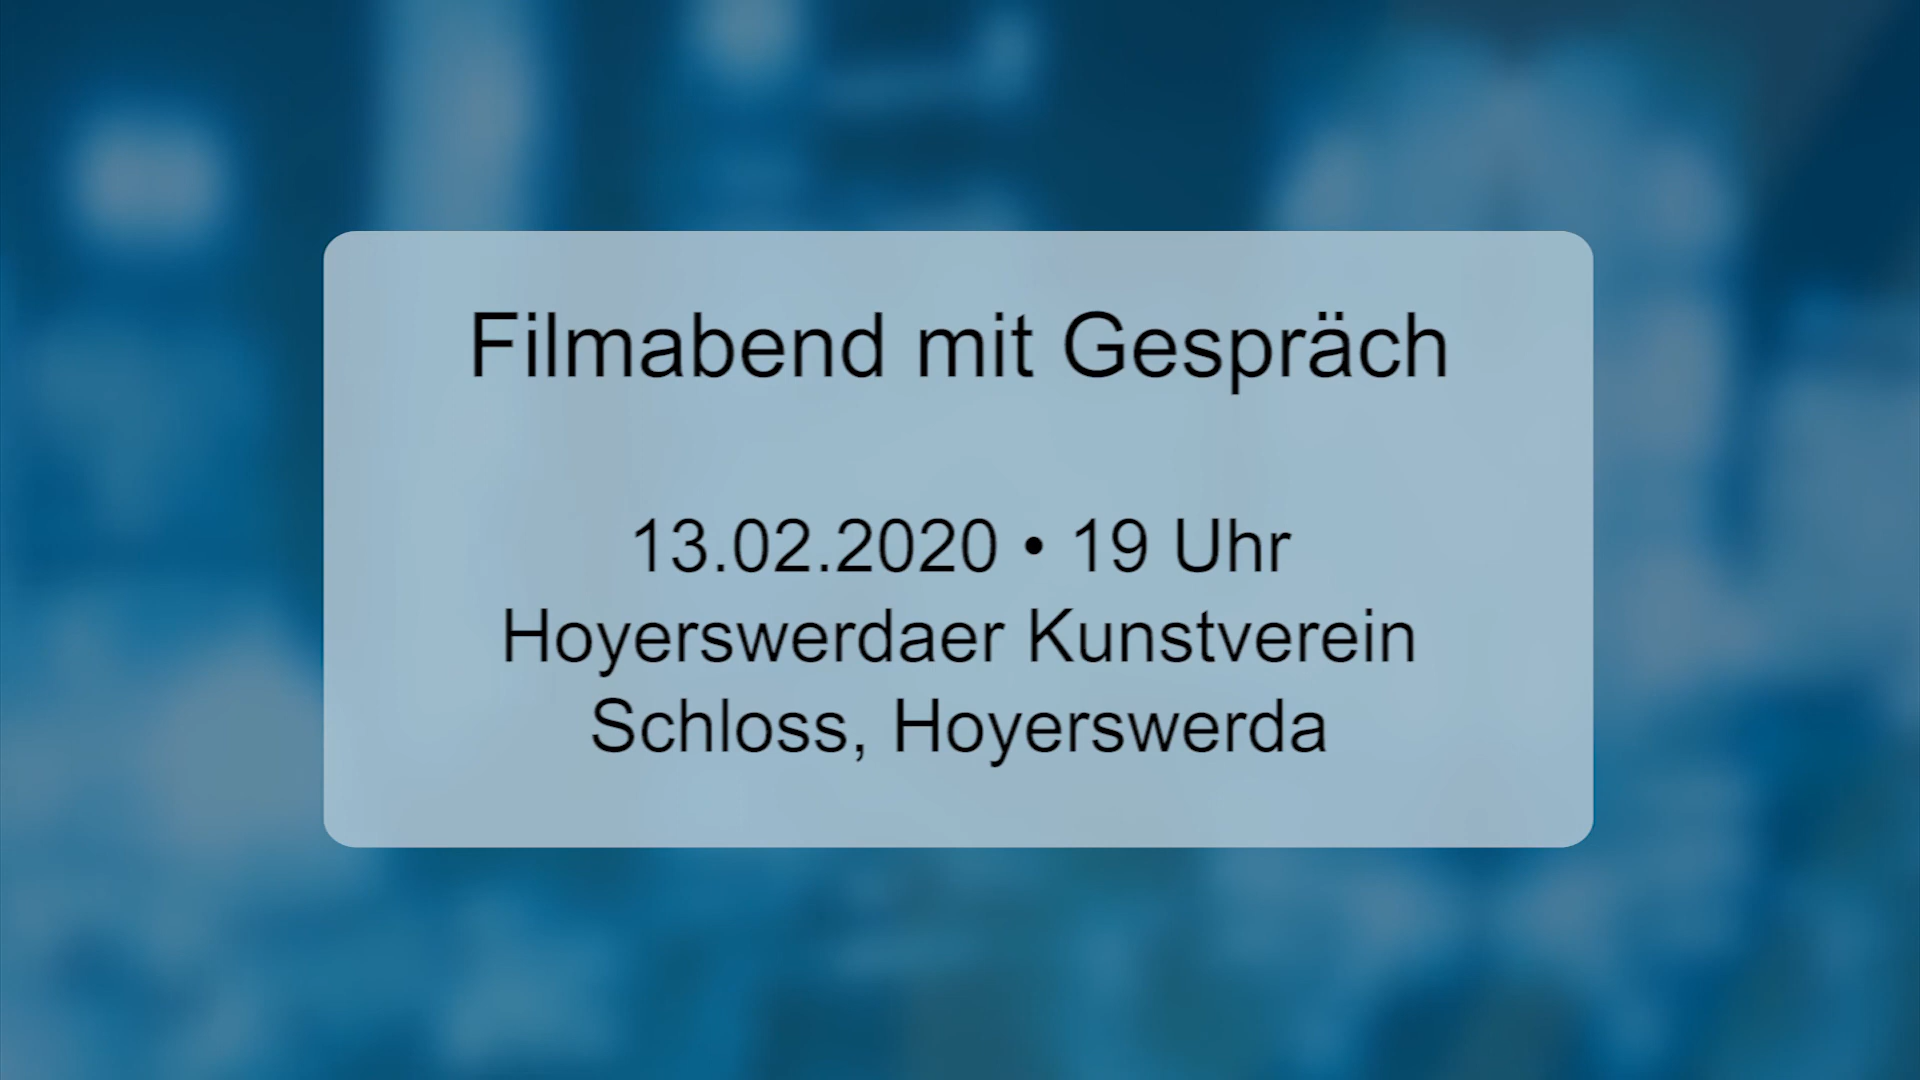 Filmabend mit Gespräch
13.02.2020 • 19 Uhr
Hoyerswerdaer Kunstverein
Schloss, Hoyerswerda